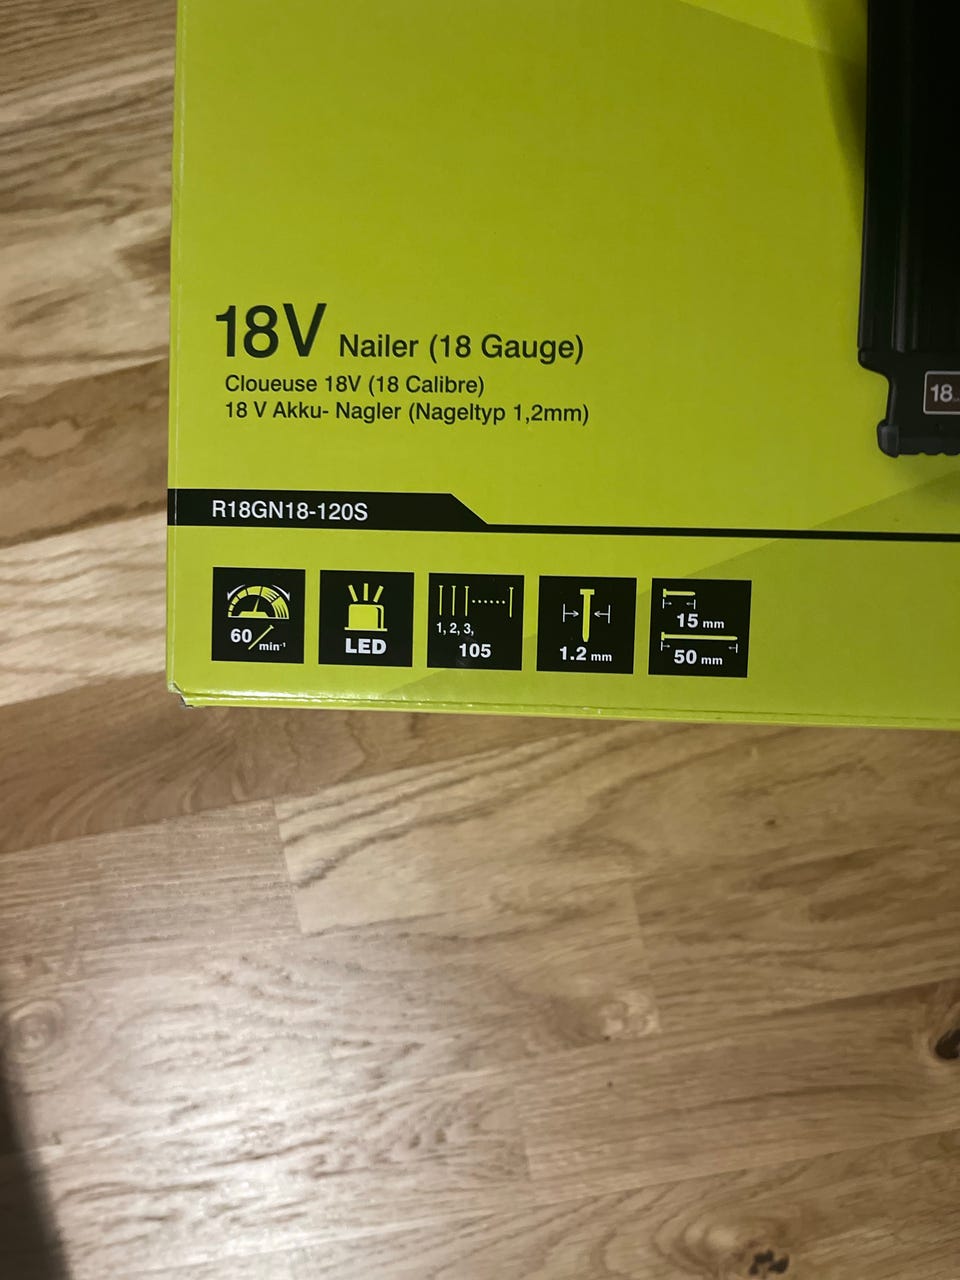 18V Nailer (18 Gauge)
Cloueuse 18V (18 Calibre)
18 V Akku- Nagler (Nageltyp 1,2mm)
18
R18GN18-120S
60/min⁻¹
LED
1, 2, 3,
105
1.2 mm
15 mm
50 mm